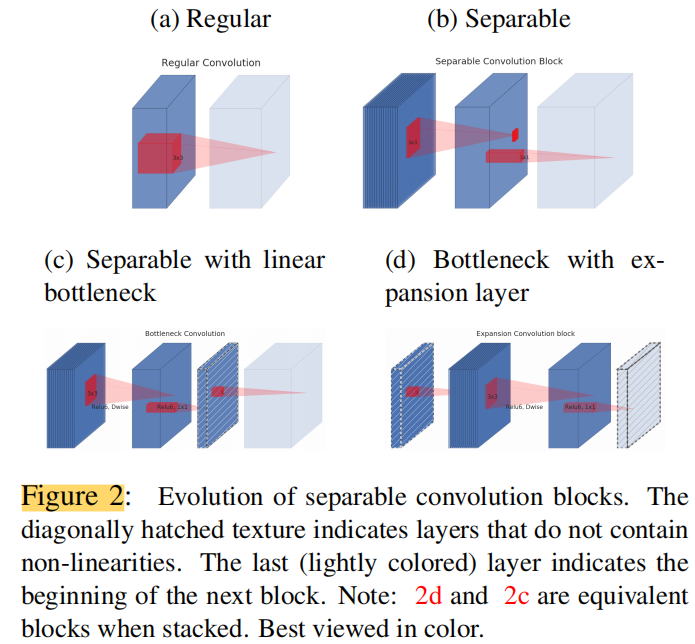 (a) Regular
(b) Separable
Regular Convolution
Separable Convolution Block
3x3
3x3
1x1
(c) Separable with linear
bottleneck
(d) Bottleneck with ex-
pansion layer
Bottleneck Convolution
Expansion Convolution block
3x3
Relu6, Dwise
Relu6, 1x1
3x3
Relu6, Dwise
Relu6, 1x1
Figure 2: Evolution of separable convolution blocks. The
diagonally hatched texture indicates layers that do not contain
non-linearities. The last (lightly colored) layer indicates the
beginning of the next block. Note: 2d and 2c are equivalent
blocks when stacked. Best viewed in color.